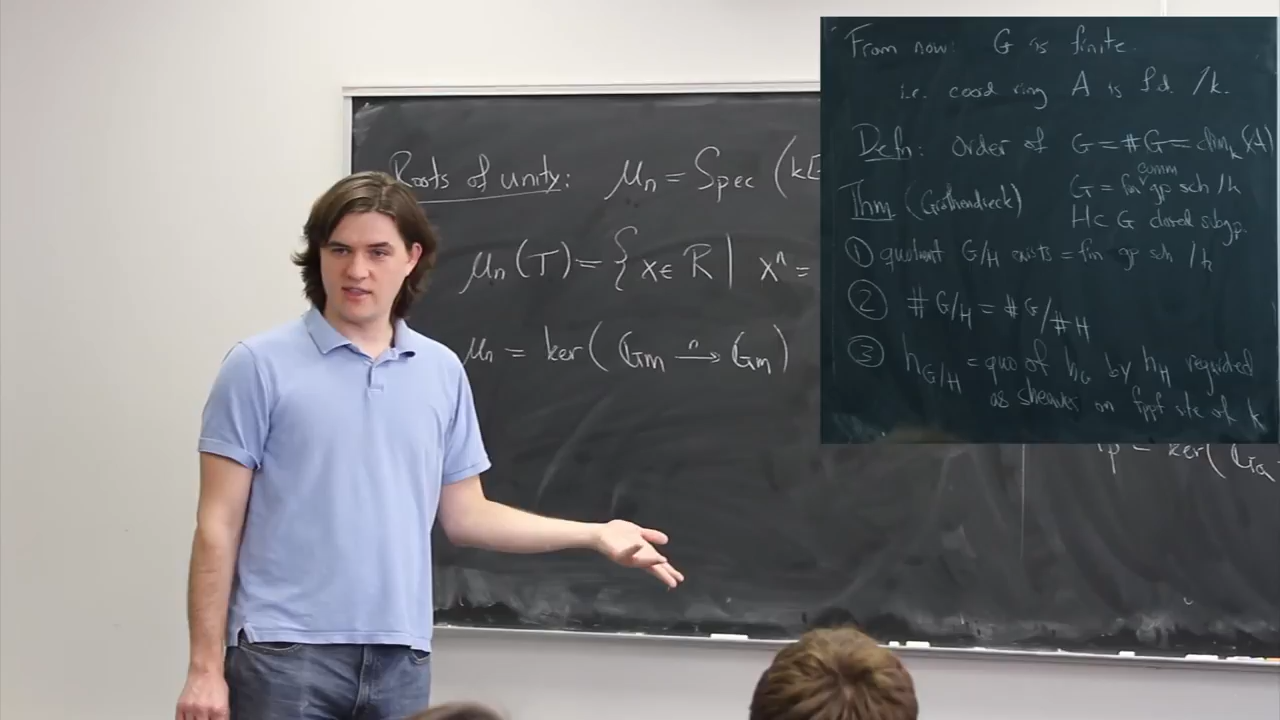 Roots of unity: μn = Spec (k[
μn(T) = { x ∈ R | xⁿ =
μn = ker( Gm —n→ Gm )
= ker( Ga
From now: G is finite.
i.e. coord ring A is f.d. /k.
Defn: order of G = #G = dimk(A)
Thm (Grothendieck) G = fin comm gp sch /k
H ⊂ G closed subgp.
① quotient G/H exists = fin gp sch /k
② # G/H = #G/#H
③ hG/H = quo of hG by hH regarded
as sheaves on fppf site of k